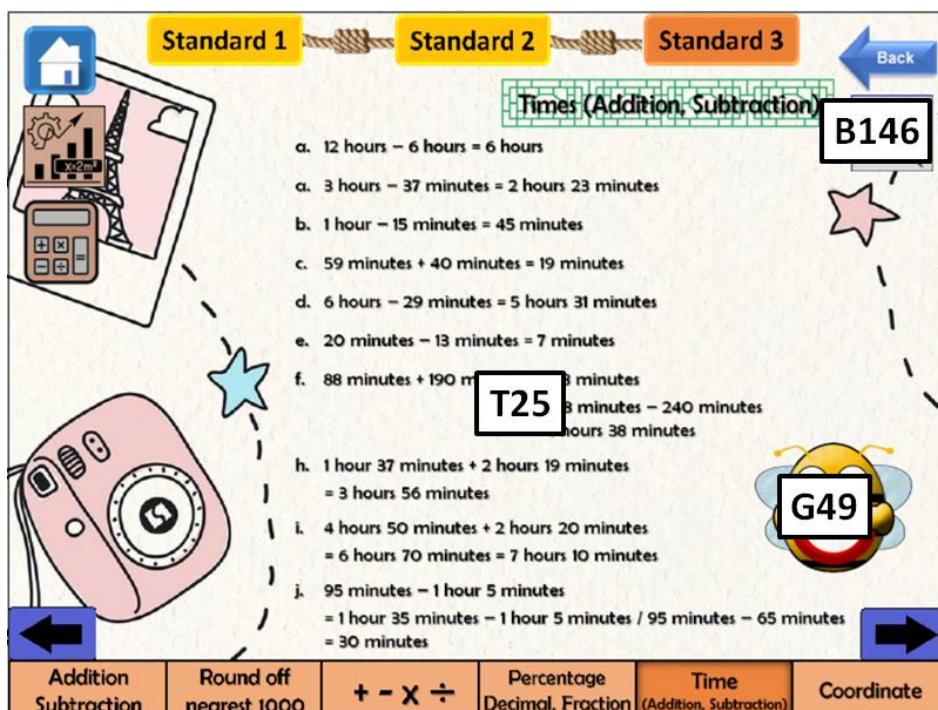 Standard 1
Standard 2
Standard 3
Back
Times (Addition, Subtraction)
B146
X=2m²
a. 12 hours – 6 hours = 6 hours
a. 3 hours – 37 minutes = 2 hours 23 minutes
b. 1 hour – 15 minutes = 45 minutes
c. 59 minutes + 40 minutes = 19 minutes
d. 6 hours – 29 minutes = 5 hours 31 minutes
e. 20 minutes – 13 minutes = 7 minutes
f. 88 minutes + 190 minutes
T25
minutes – 240 minutes
hours 38 minutes
h. 1 hour 37 minutes + 2 hours 19 minutes
= 3 hours 56 minutes
G49
i. 4 hours 50 minutes + 2 hours 20 minutes
= 6 hours 70 minutes = 7 hours 10 minutes
j. 95 minutes – 1 hour 5 minutes
= 1 hour 35 minutes – 1 hour 5 minutes / 95 minutes – 65 minutes
= 30 minutes
Addition
Subtraction
Round off
nearest 1000
+ - x ÷
Percentage
Decimal, Fraction
Time
(Addition, Subtraction)
Coordinate